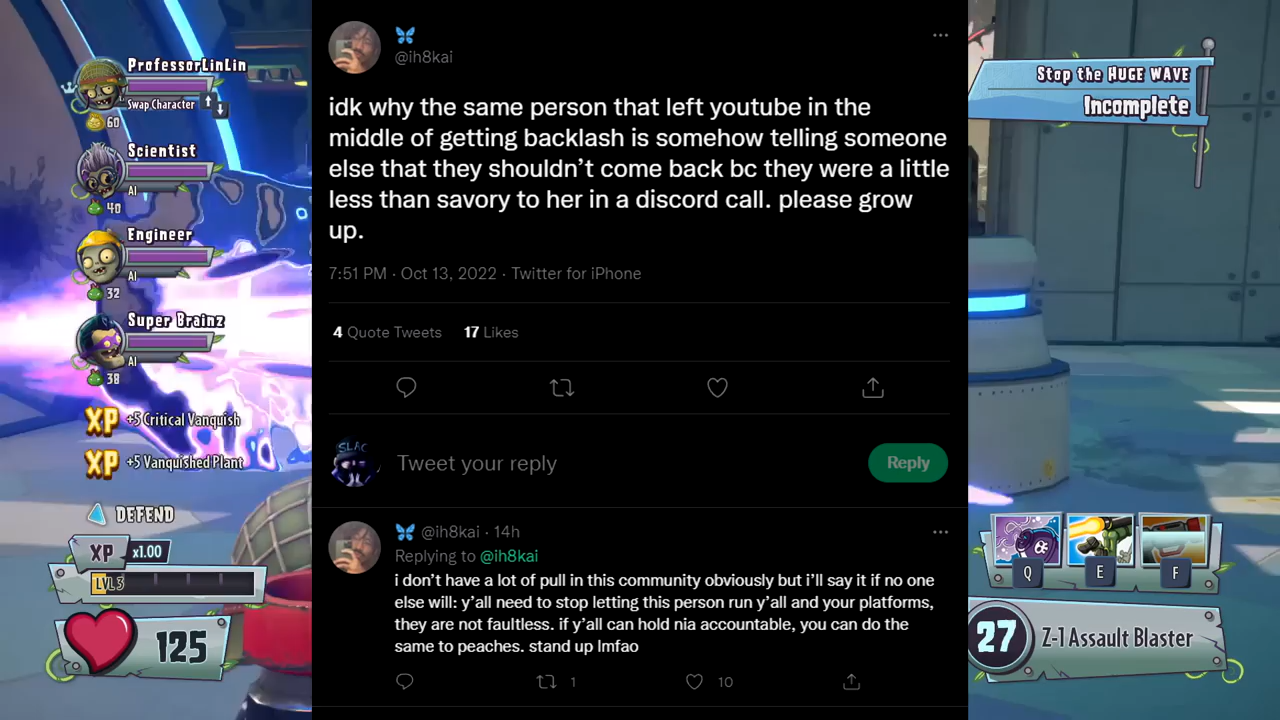 ProfessorLinLin
Swap Character
60
Scientist
AI
40
Engineer
AI
32
Super Brainz
AI
38
XP +5 Critical Vanquish
XP +5 Vanquished Plant
DEFEND
XP x1.00
LVL 3
125
@ih8kai
idk why the same person that left youtube in the
middle of getting backlash is somehow telling someone
else that they shouldn’t come back bc they were a little
less than savory to her in a discord call. please grow
up.
7:51 PM · Oct 13, 2022 · Twitter for iPhone
4 Quote Tweets 17 Likes
SLAC
Tweet your reply
Reply
@ih8kai · 14h
Replying to @ih8kai
i don’t have a lot of pull in this community obviously but i’ll say it if no one
else will: y’all need to stop letting this person run y’all and your platforms,
they are not faultless. if y’all can hold nia accountable, you can do the
same to peaches. stand up lmfao
1
10
Stop the HUGE WAVE
Incomplete
Q E F
27 Z-1 Assault Blaster